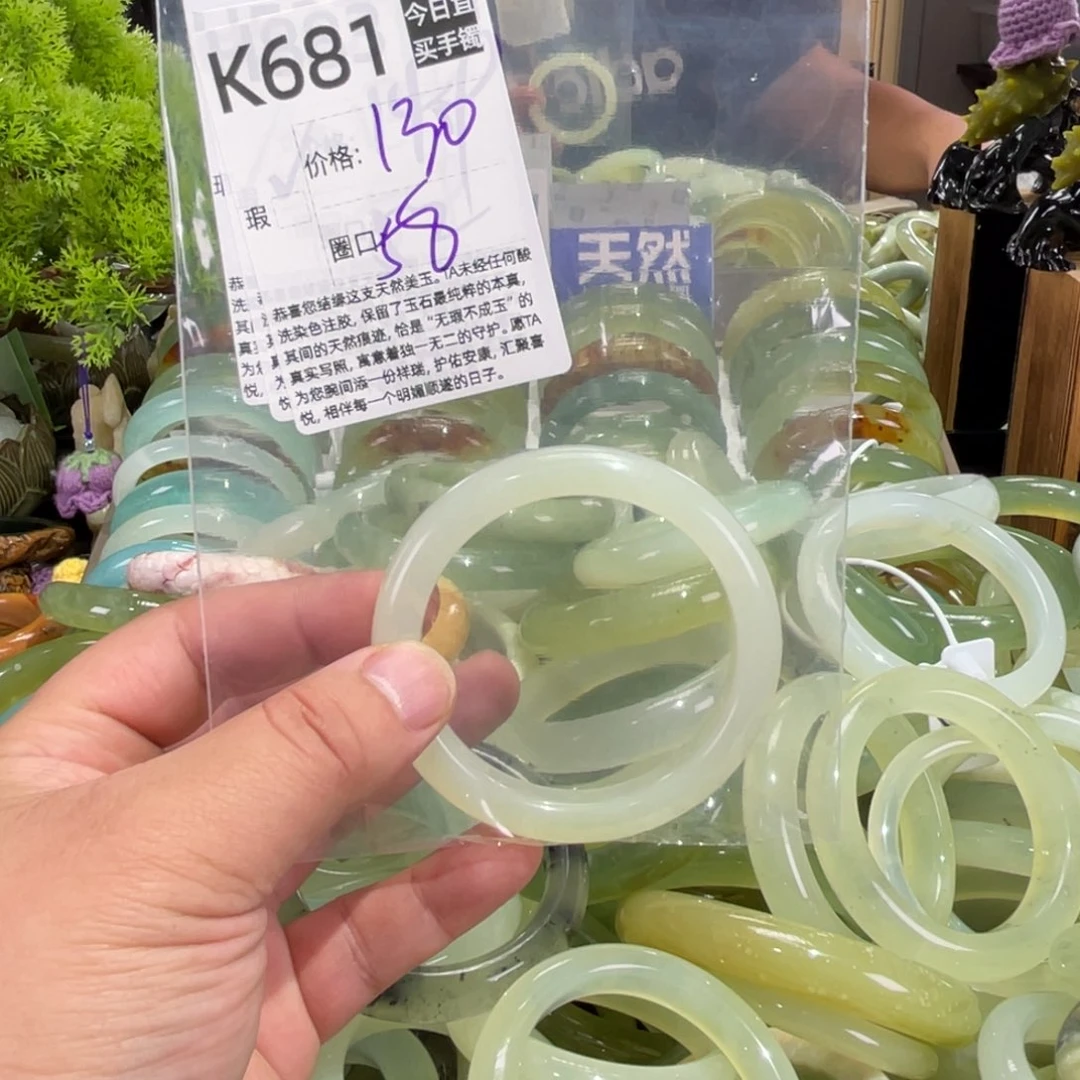 K681
今日直
买手镯
价格: 130
瑕
圈口 58
天然
恭喜您结缘这支天然美玉。TA未经任何酸
洗染色注胶, 保留了玉石最纯粹的本真,
其间的天然痕迹, 恰是“无瑕不成玉”的
真实写照, 寓意着独一无二的守护。愿TA
为您腕间添一份祥瑞, 护佑安康, 汇聚喜
悦, 相伴每一个明媚顺遂的日子。